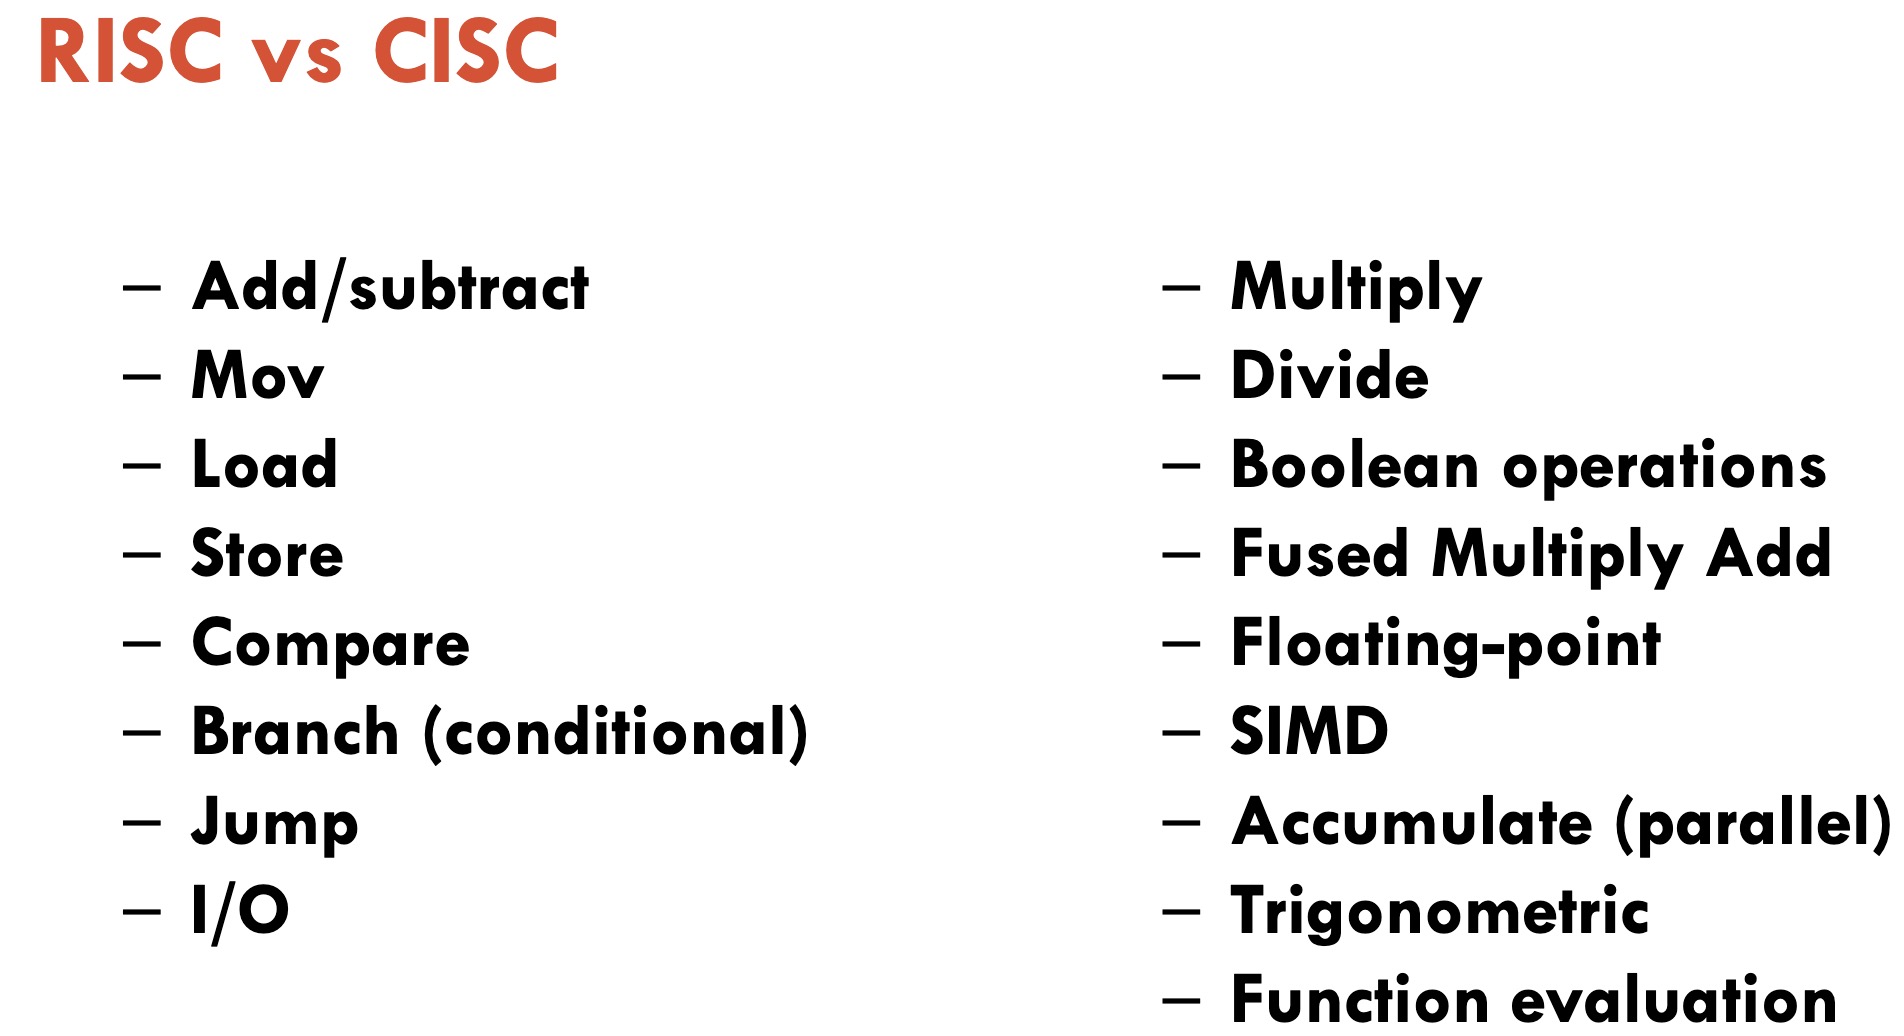 RISC vs CISC
– Add/subtract
– Mov
– Load
– Store
– Compare
– Branch (conditional)
– Jump
– I/O
– Multiply
– Divide
– Boolean operations
– Fused Multiply Add
– Floating-point
– SIMD
– Accumulate (parallel)
– Trigonometric
– Function evaluation